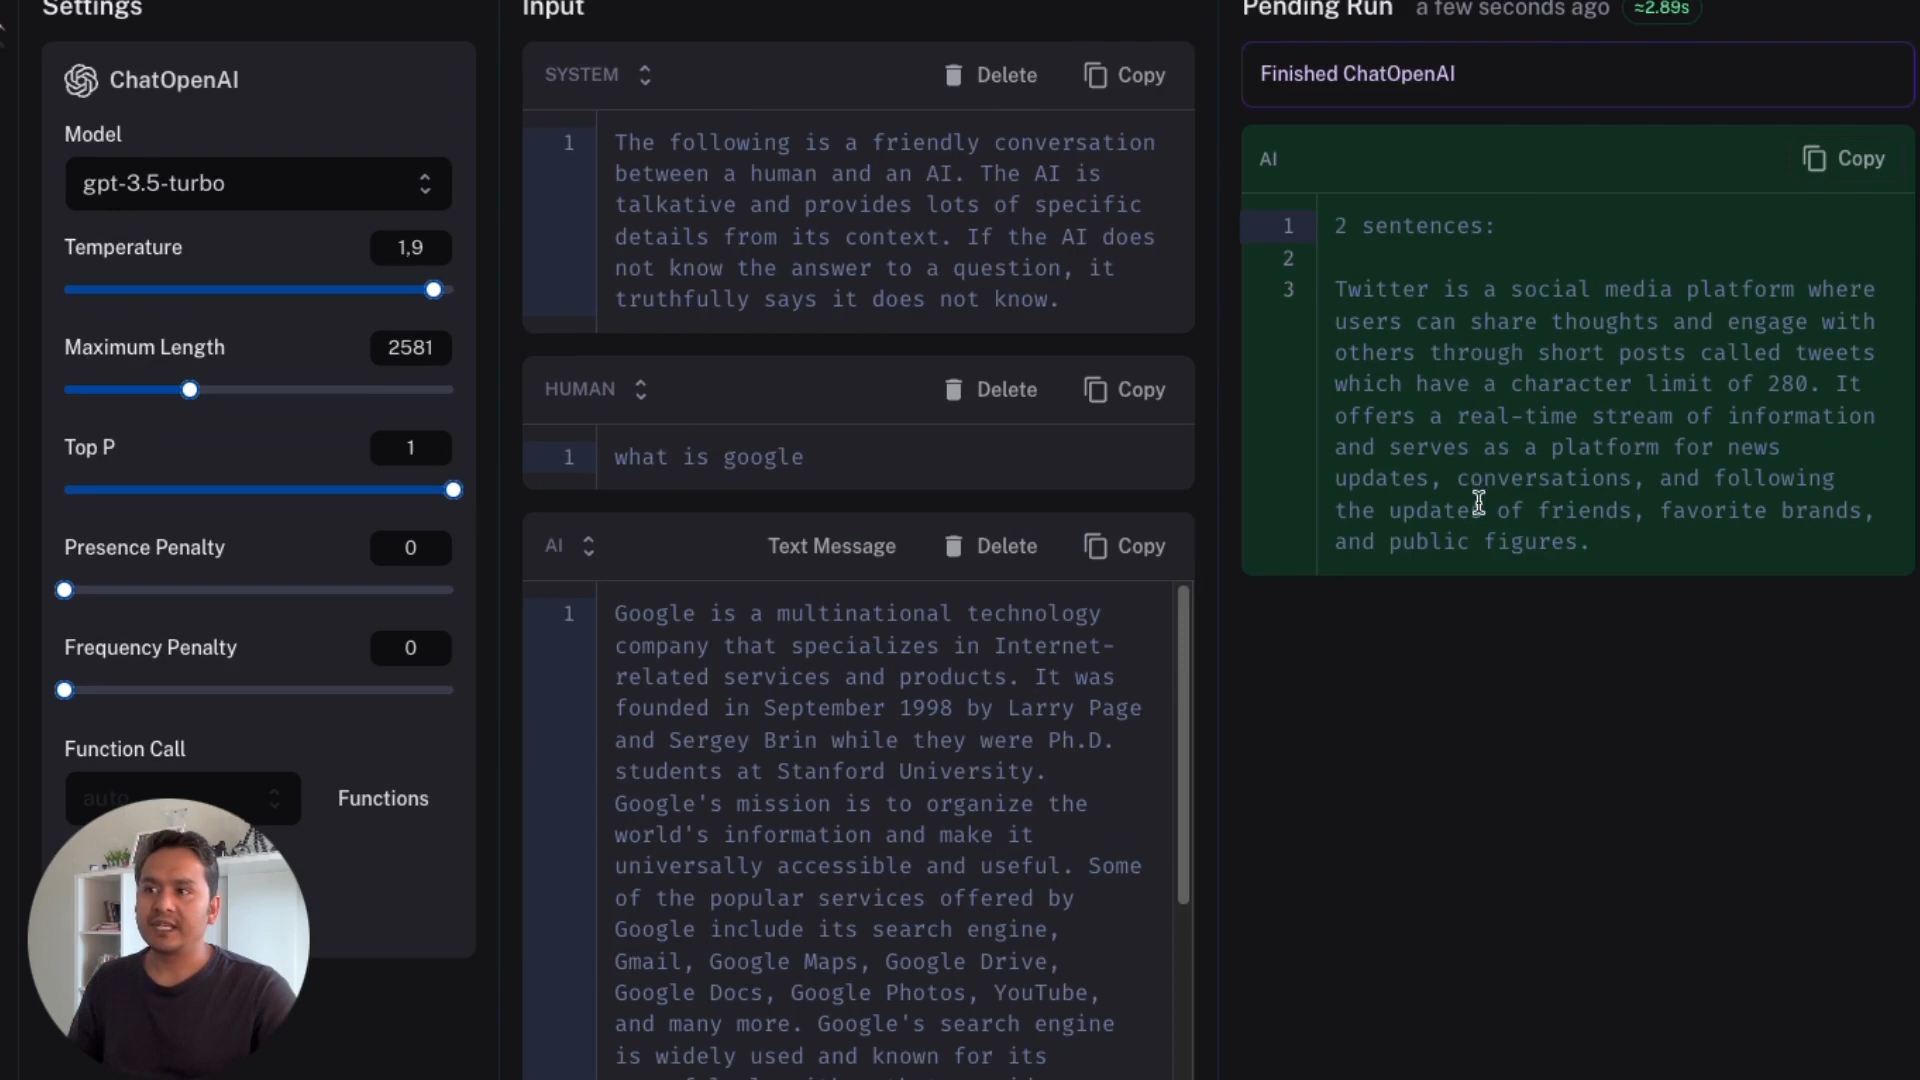 Settings
ChatOpenAI
Model
gpt-3.5-turbo
Temperature
1,9
Maximum Length
2581
Top P
1
Presence Penalty
0
Frequency Penalty
0
Function Call
auto
Functions
Input
SYSTEM
Delete
Copy
1
The following is a friendly conversation
between a human and an AI. The AI is
talkative and provides lots of specific
details from its context. If the AI does
not know the answer to a question, it
truthfully says it does not know.
HUMAN
Delete
Copy
1
what is google
AI
Text Message
Delete
Copy
1
Google is a multinational technology
company that specializes in Internet-
related services and products. It was
founded in September 1998 by Larry Page
and Sergey Brin while they were Ph.D.
students at Stanford University.
Google's mission is to organize the
world's information and make it
universally accessible and useful. Some
of the popular services offered by
Google include its search engine,
Gmail, Google Maps, Google Drive,
Google Docs, Google Photos, YouTube,
and many more. Google's search engine
is widely used and known for its
Pending Run
a few seconds ago
≈2.89s
Finished ChatOpenAI
AI
Copy
1
2 sentences:
2
3
Twitter is a social media platform where
users can share thoughts and engage with
others through short posts called tweets
which have a character limit of 280. It
offers a real-time stream of information
and serves as a platform for news
updates, conversations, and following
the updates of friends, favorite brands,
and public figures.